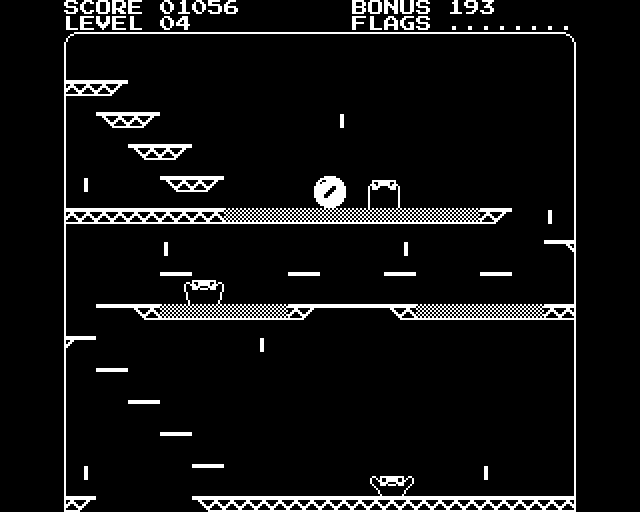 SCORE 01056 BONUS 193
LEVEL 04 FLAGS ........